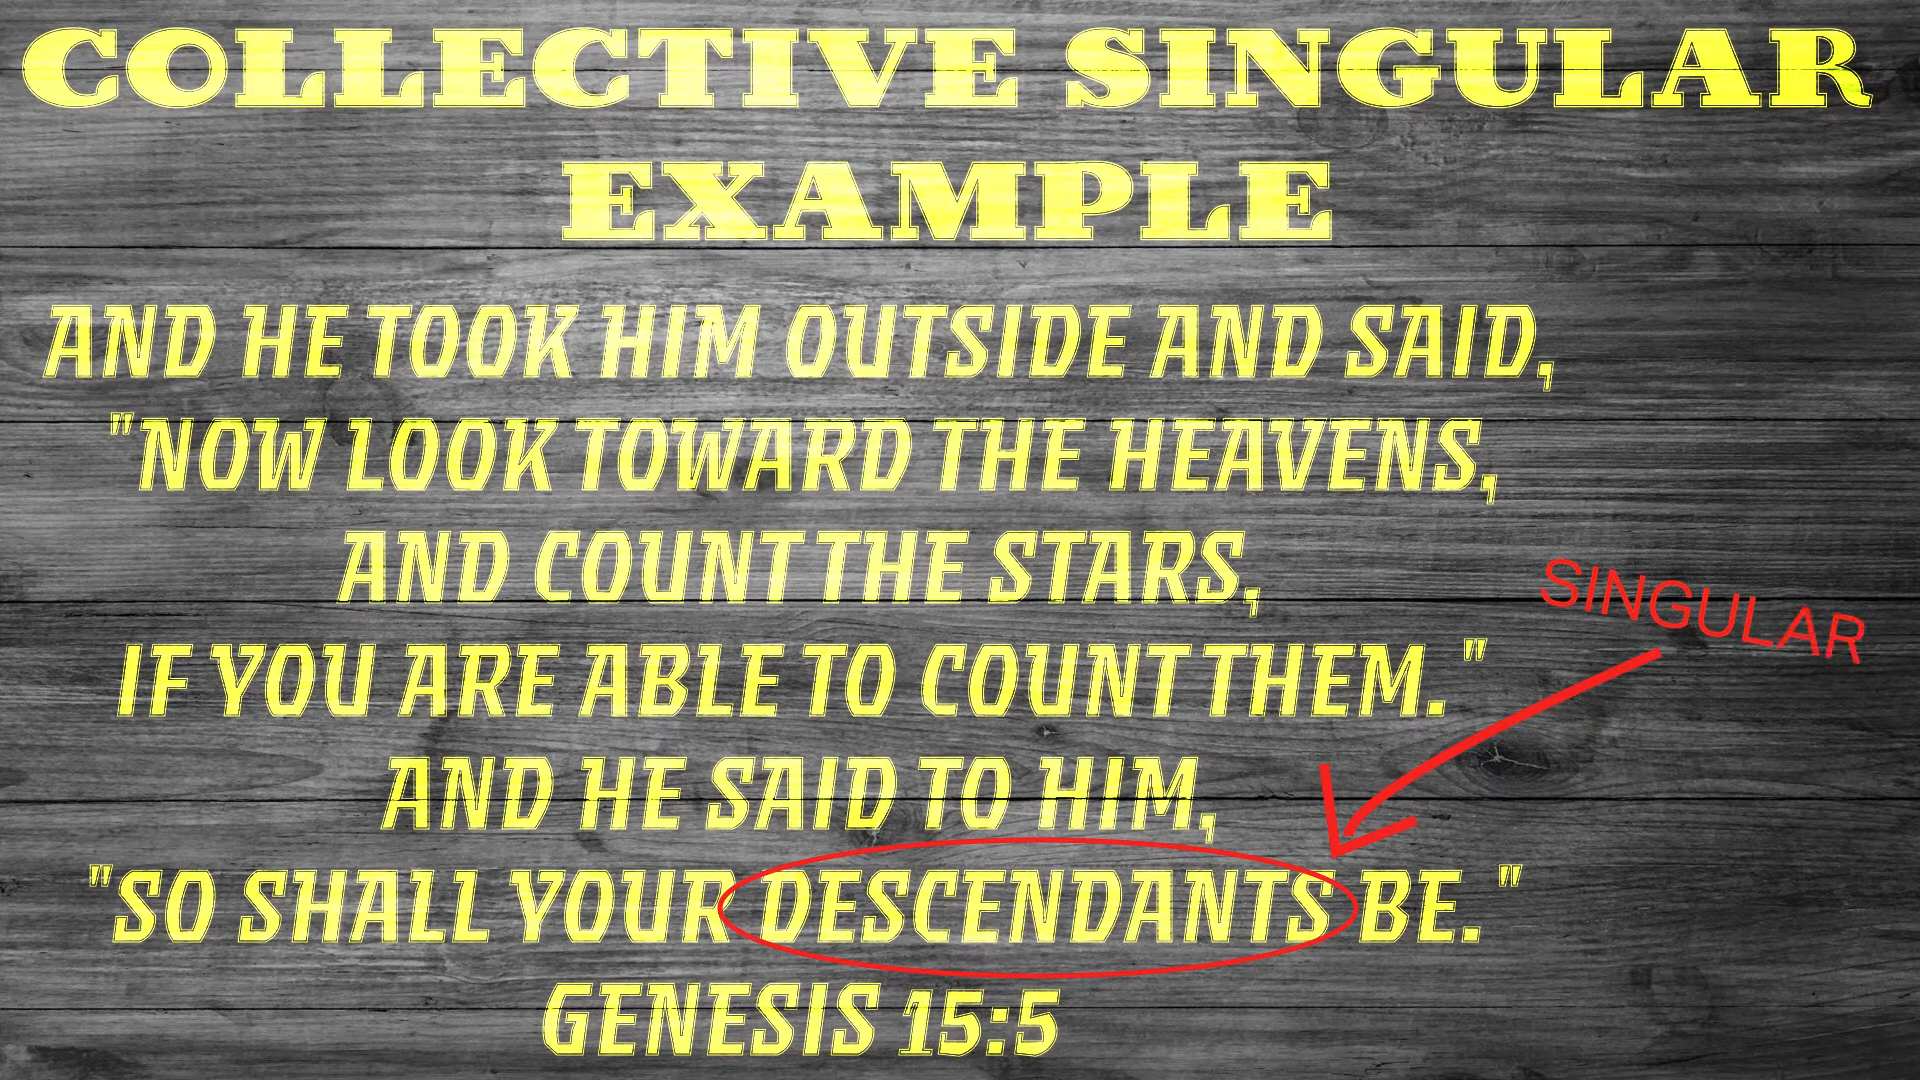 COLLECTIVE SINGULAR
EXAMPLE
AND HE TOOK HIM OUTSIDE AND SAID,
"NOW LOOK TOWARD THE HEAVENS,
AND COUNT THE STARS,
IF YOU ARE ABLE TO COUNT THEM."
SINGULAR
AND HE SAID TO HIM,
"SO SHALL YOUR DESCENDANTS BE."
GENESIS 15:5